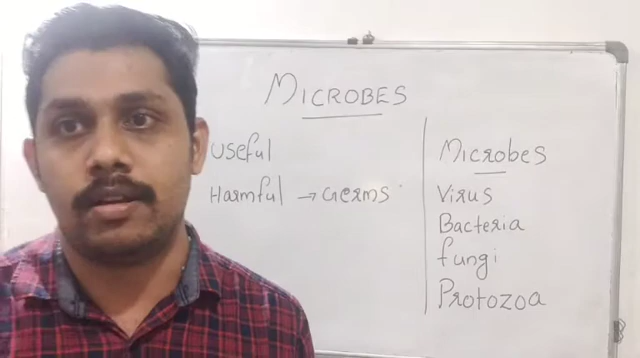 MICROBES
Useful
Harmful → Germs
Microbes
Virus
Bacteria
fungi
Protozoa